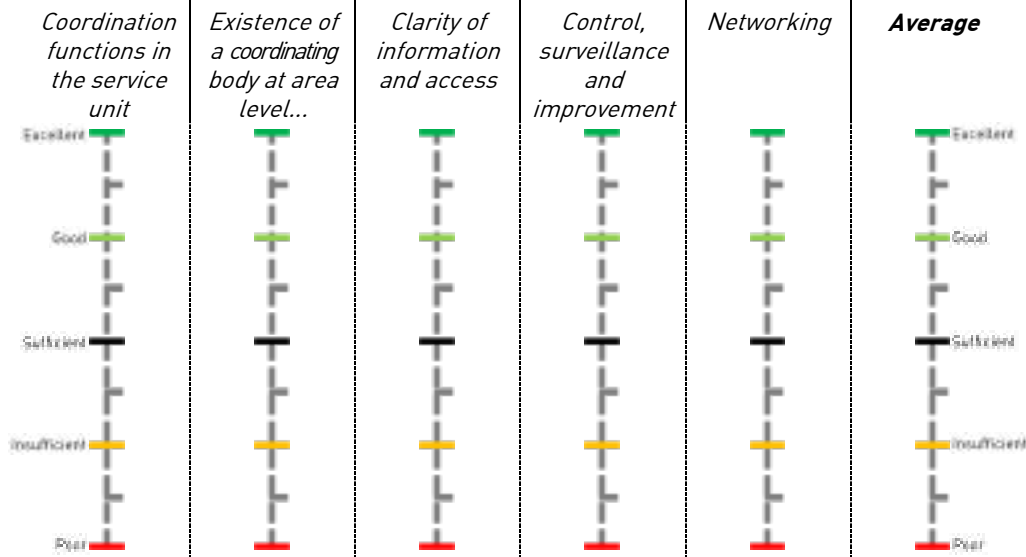 Coordination
functions in
the service
unit
Existence of
a coordinating
body at area
level...
Clarity of
information
and access
Control,
surveillance
and
improvement
Networking
Average
Excellent
Excellent
Good
Good
Sufficient
Sufficient
Insufficient
Insufficient
Poor
Poor